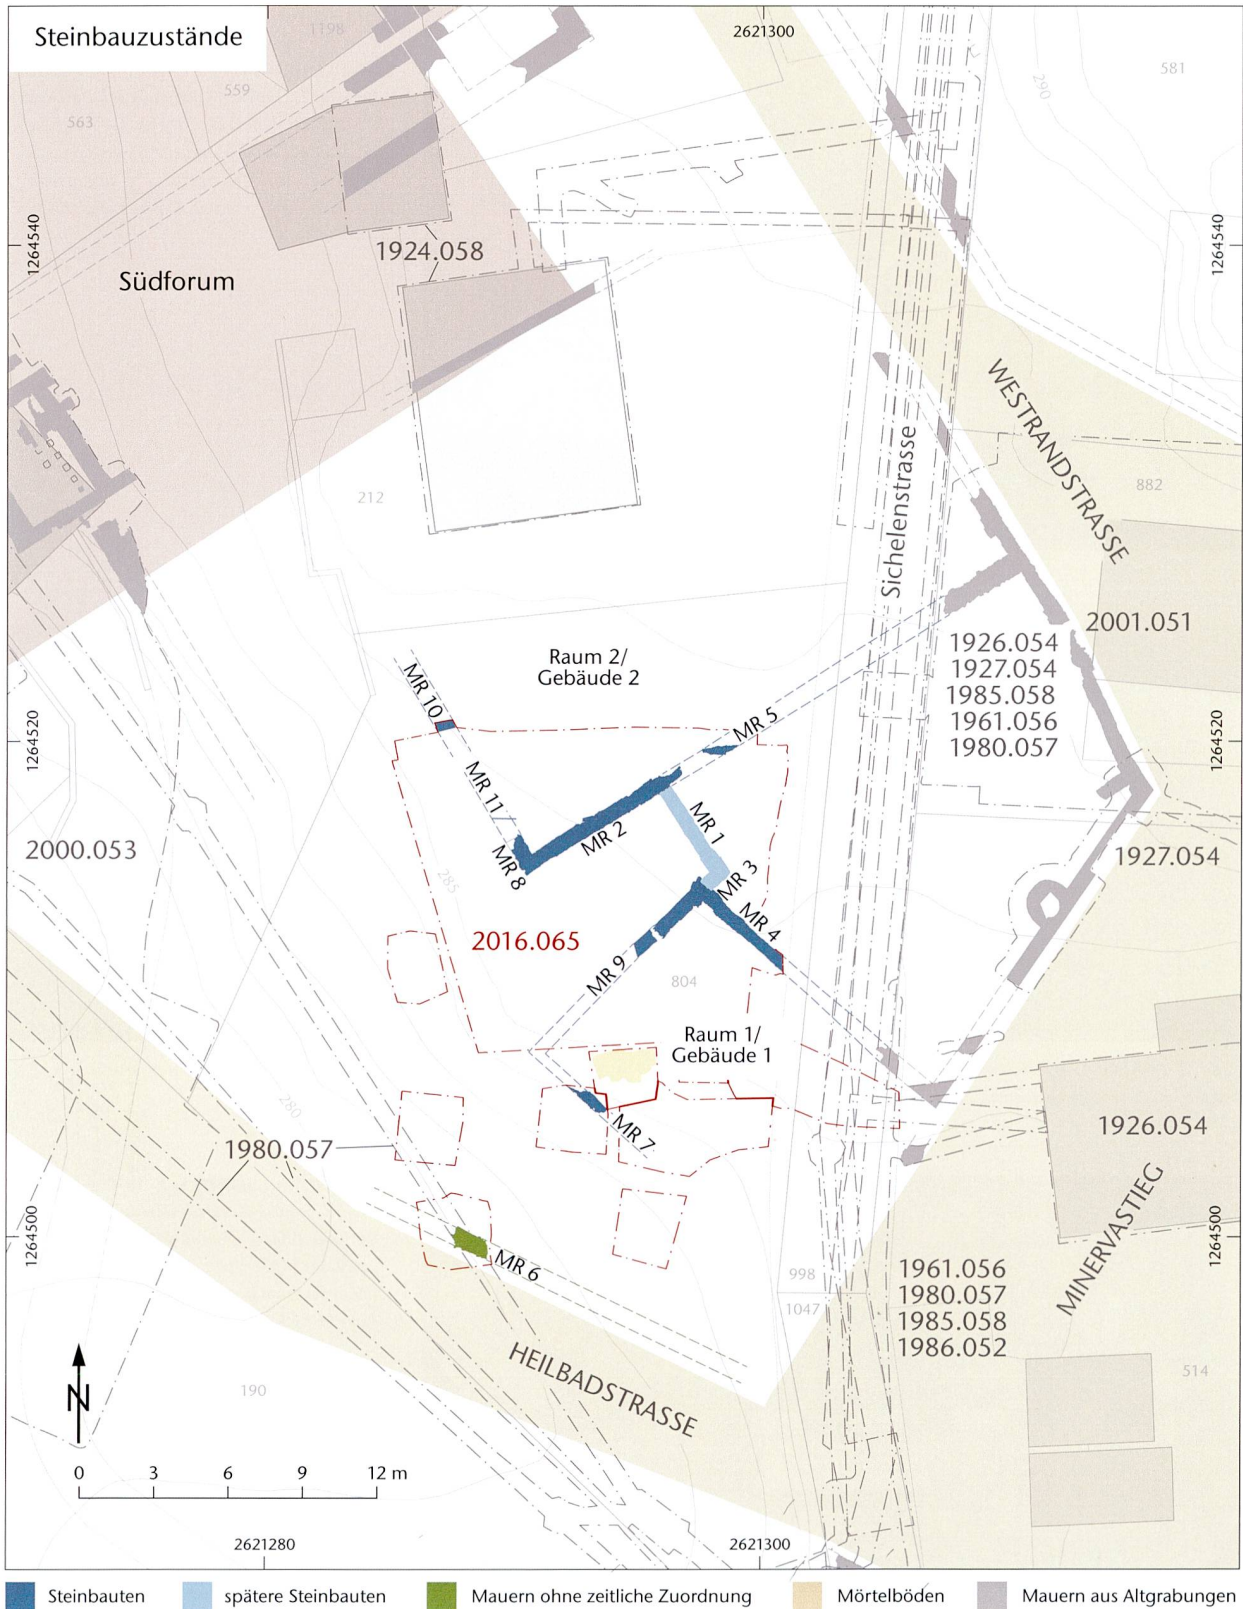 Steinbauzustände
1198
2621300
581
559
290
563
1264540
1264540
1924.058
Südforum
WESTRANDSTRASSE
Sichelenstrasse
212
882
2001.051
1926.054
1927.054
1985.058
1961.056
1980.057
Raum 2/
Gebäude 2
MR 10
MR 5
1264520
1264520
MR 11
MR 1
MR 2
2000.053
1927.054
MR 8
285
MR 3
MR 4
2016.065
MR 9
804
Raum 1/
Gebäude 1
280
1980.057
MR 7
1926.054
MINERVASTIEG
1264500
1264500
MR 6
998
1047
1961.056
1980.057
1985.058
1986.052
HEILBADSTRASSE
190
514
N
0 3 6 9 12 m
2621280
2621300
Steinbauten
spätere Steinbauten
Mauern ohne zeitliche Zuordnung
Mörtelböden
Mauern aus Altgrabungen